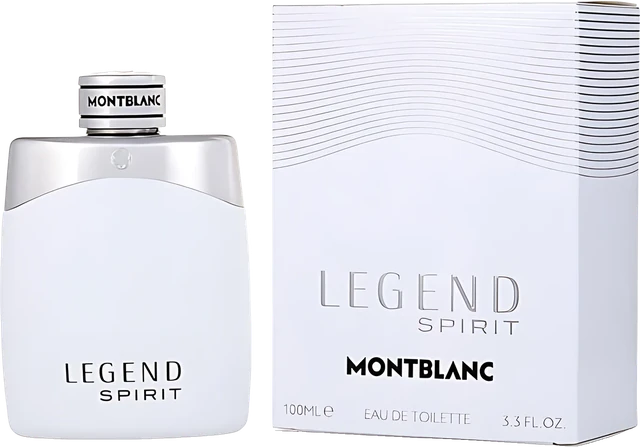 MONTBLANC
LEGEND
SPIRIT
LEGEND
SPIRIT
MONTBLANC
100ML e EAU DE TOILETTE 3.3 FL.OZ.